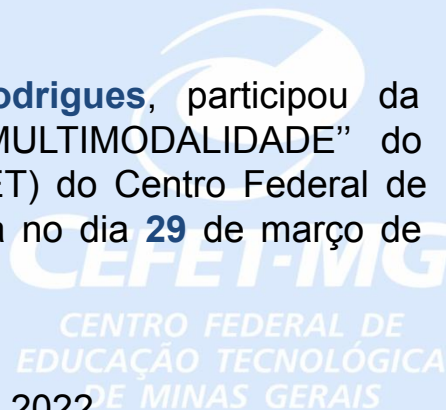 odrigues, participou da
MULTIMODALIDADE” do
ET) do Centro Federal de
a no dia 29 de março de
CEFET-MG
CENTRO FEDERAL DE
EDUCAÇÃO TECNOLÓGICA
DE MINAS GERAIS
2022